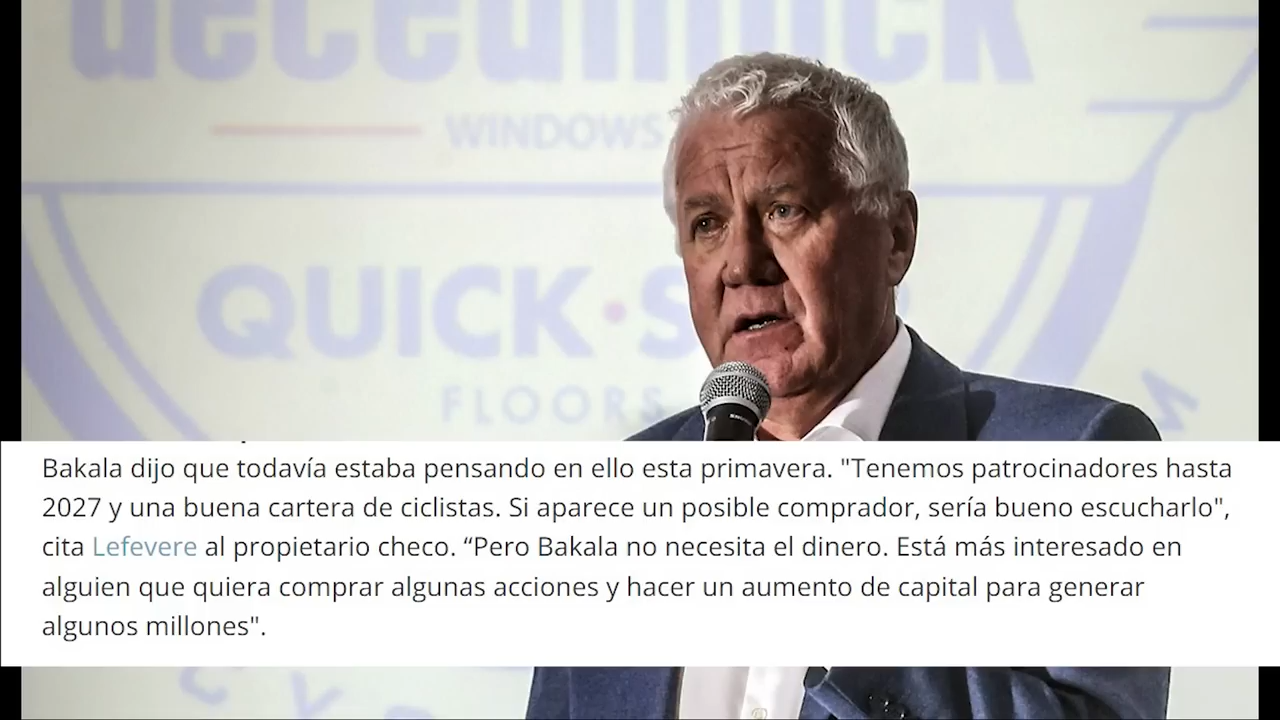 deceuninck
WINDOWS
QUICK·S
FLOORS
Bakala dijo que todavía estaba pensando en ello esta primavera. "Tenemos patrocinadores hasta
2027 y una buena cartera de ciclistas. Si aparece un posible comprador, sería bueno escucharlo",
cita Lefevere al propietario checo. “Pero Bakala no necesita el dinero. Está más interesado en
alguien que quiera comprar algunas acciones y hacer un aumento de capital para generar
algunos millones".